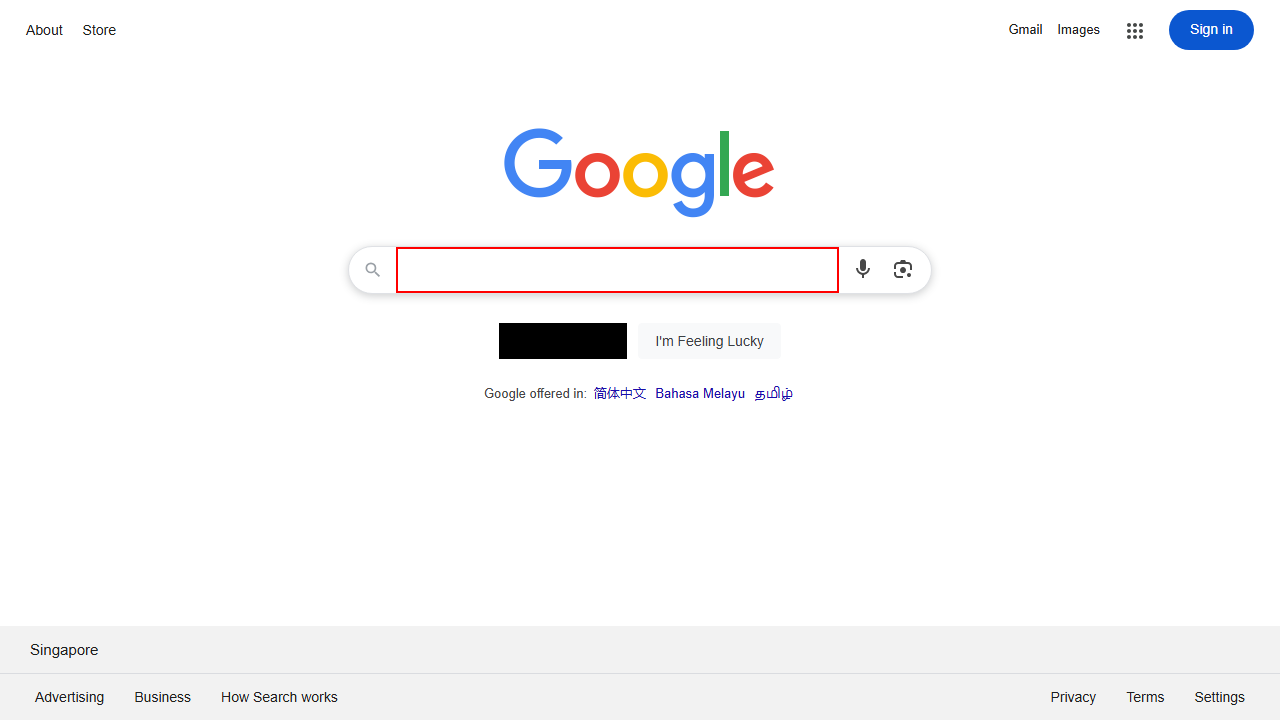 About Store Gmail Images Sign in
Google
I'm Feeling Lucky
Google offered in: 简体中文 Bahasa Melayu தமிழ்
Singapore
Advertising Business How Search works Privacy Terms Settings